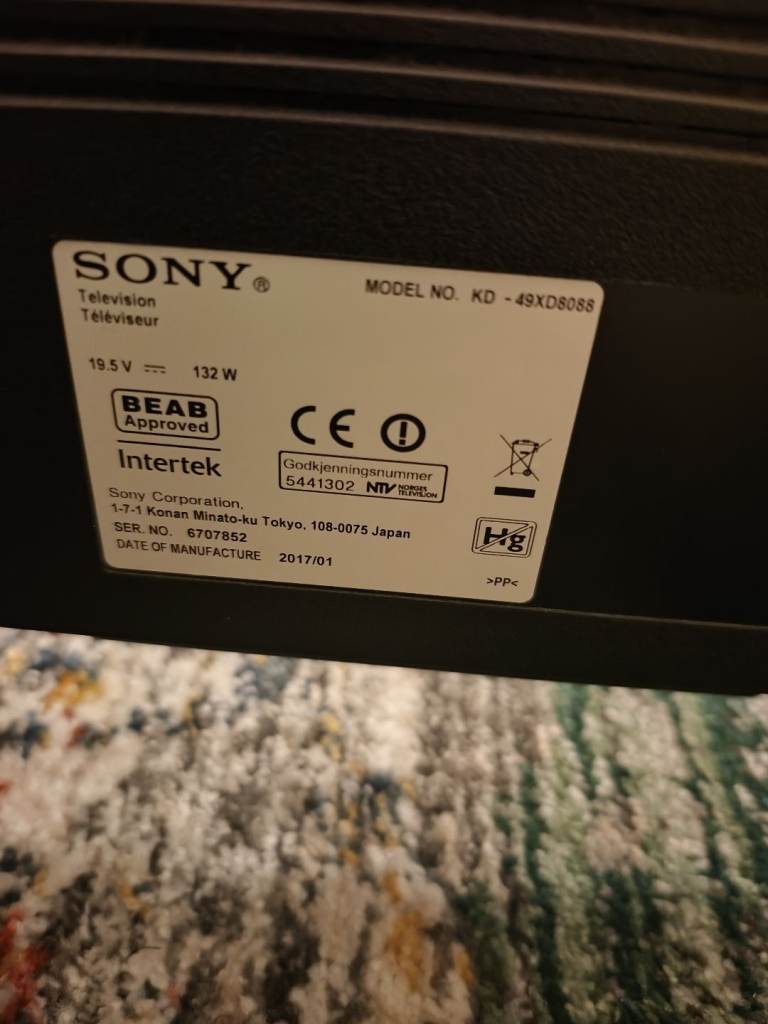 SONY®
MODEL NO. KD - 49XD8088
Television
Téléviseur
19.5 V 132 W
BEAB
Approved
Intertek
CE
Godkjenningsnummer
5441302 NTV NORGES TELEVISION
Sony Corporation,
1-7-1 Konan Minato-ku Tokyo, 108-0075 Japan
SER. NO. 6707852
DATE OF MANUFACTURE 2017/01
Hg
>PP<